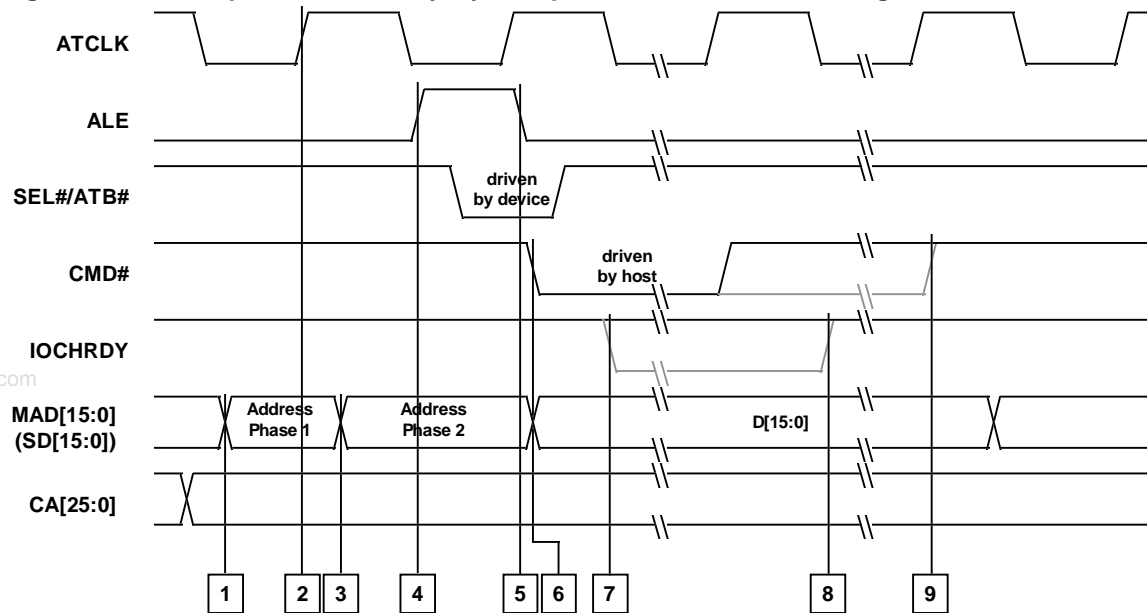 ATCLK
ALE
SEL#/ATB#
driven
by device
CMD#
driven
by host
IOCHRDY
com
MAD[15:0]
(SD[15:0])
Address
Phase 1
Address
Phase 2
D[15:0]
CA[25:0]
1 2 3 4 5 6 7 8 9